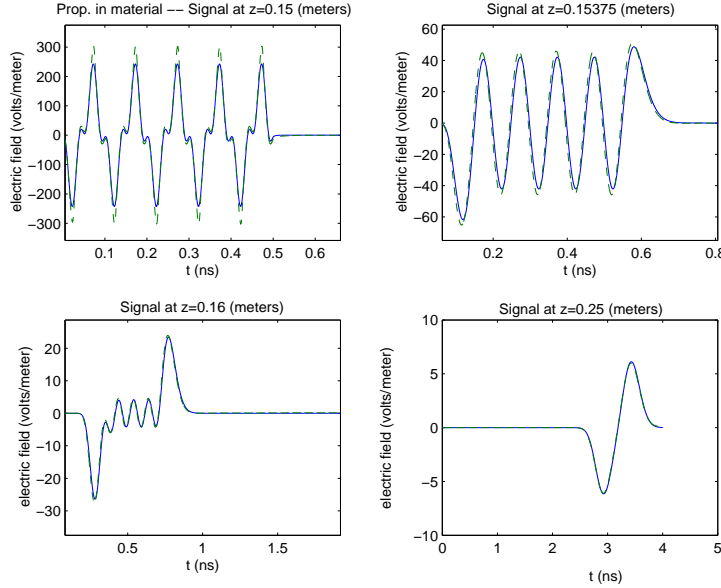 Prop. in material −− Signal at z=0.15 (meters)
electric field (volts/meter)
300
200
100
0
−100
−200
−300
0.1 0.2 0.3 0.4 0.5 0.6
t (ns)
Signal at z=0.15375 (meters)
electric field (volts/meter)
60
40
20
0
−20
−40
−60
0.2 0.4 0.6 0.8
t (ns)
Signal at z=0.16 (meters)
electric field (volts/meter)
30
20
10
0
−10
−20
−30
0.5 1 1.5
t (ns)
Signal at z=0.25 (meters)
electric field (volts/meter)
10
5
0
−5
−10
0 1 2 3 4 5
t (ns)